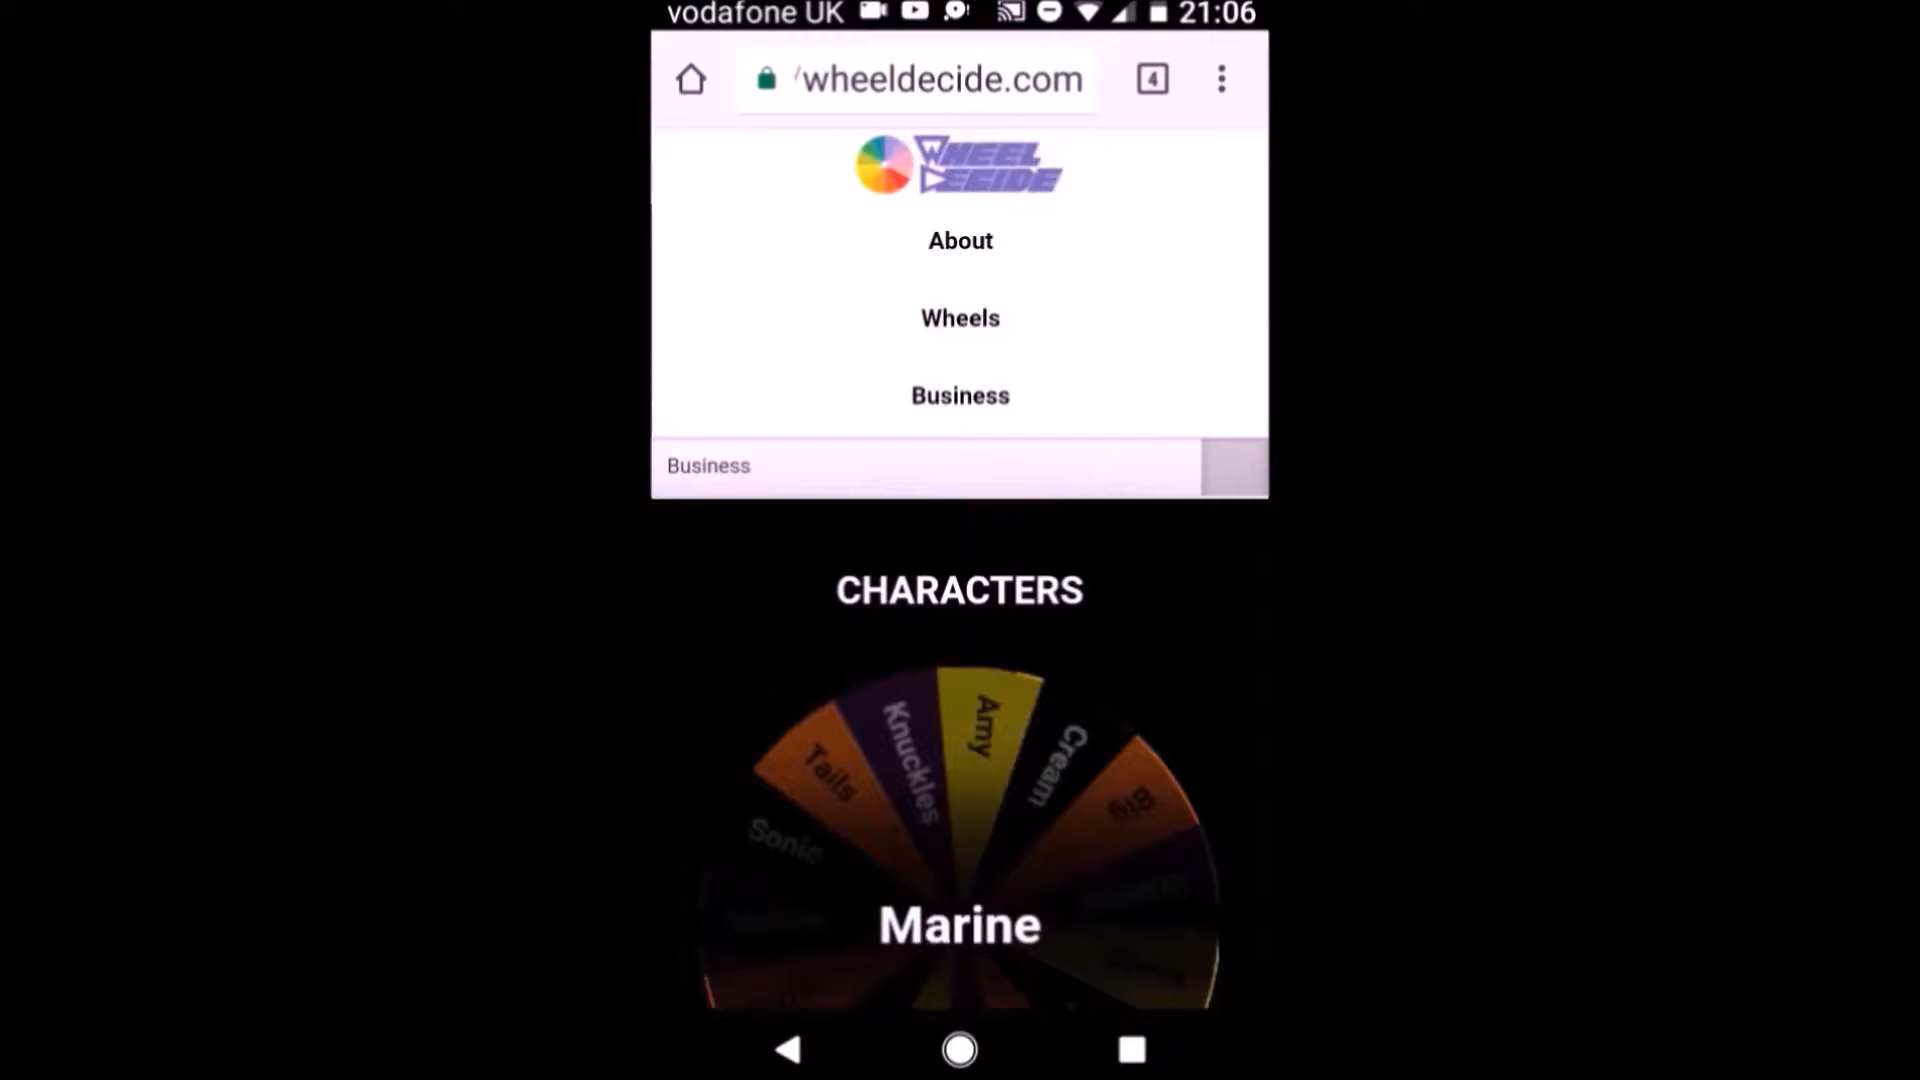 vodafone UK 21:06
/wheeldecide.com 4
WHEEL
DECIDE
About
Wheels
Business
Business
CHARACTERS
Amy
Knuckles
Cream
Tails
Big
Sonic
Marine